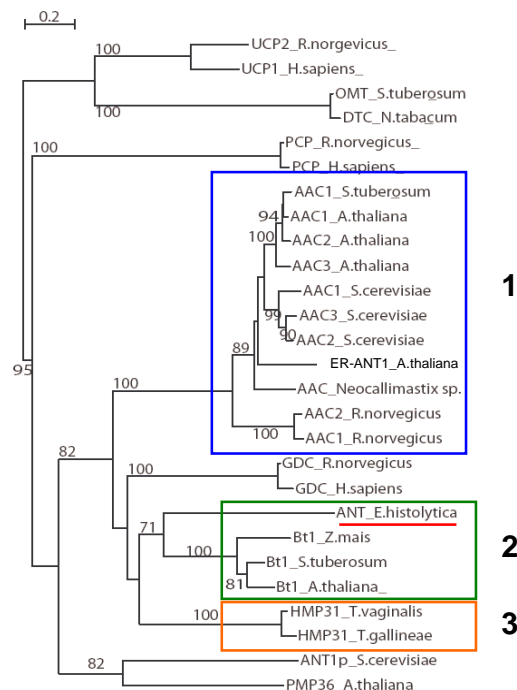 0.2
100
UCP2_R.norgevicus_
UCP1_H.sapiens_
100
OMT_S.tuberosum
DTC_N.tabacum
100
PCP_R.norvegicus_
PCP_H.sapiens_
AAC1_S.tuberosum
94
AAC1_A.thaliana
100
AAC2_A.thaliana
AAC3_A.thaliana
1
AAC1_S.cerevisiae
99
AAC3_S.cerevisiae
90
AAC2_S.cerevisiae
89
ER-ANT1_A.thaliana
95
100
AAC_Neocallimastix sp.
AAC2_R.norvegicus
100
AAC1_R.norvegicus
82
100
GDC_R.norvegicus
GDC_H.sapiens
ANT_E.histolytica
71
Bt1_Z.mais
2
100
Bt1_S.tuberosum
81
Bt1_A.thaliana_
100
HMP31_T.vaginalis
3
HMP31_T.gallineae
82
ANT1p_S.cerevisiae
PMP36_A.thaliana